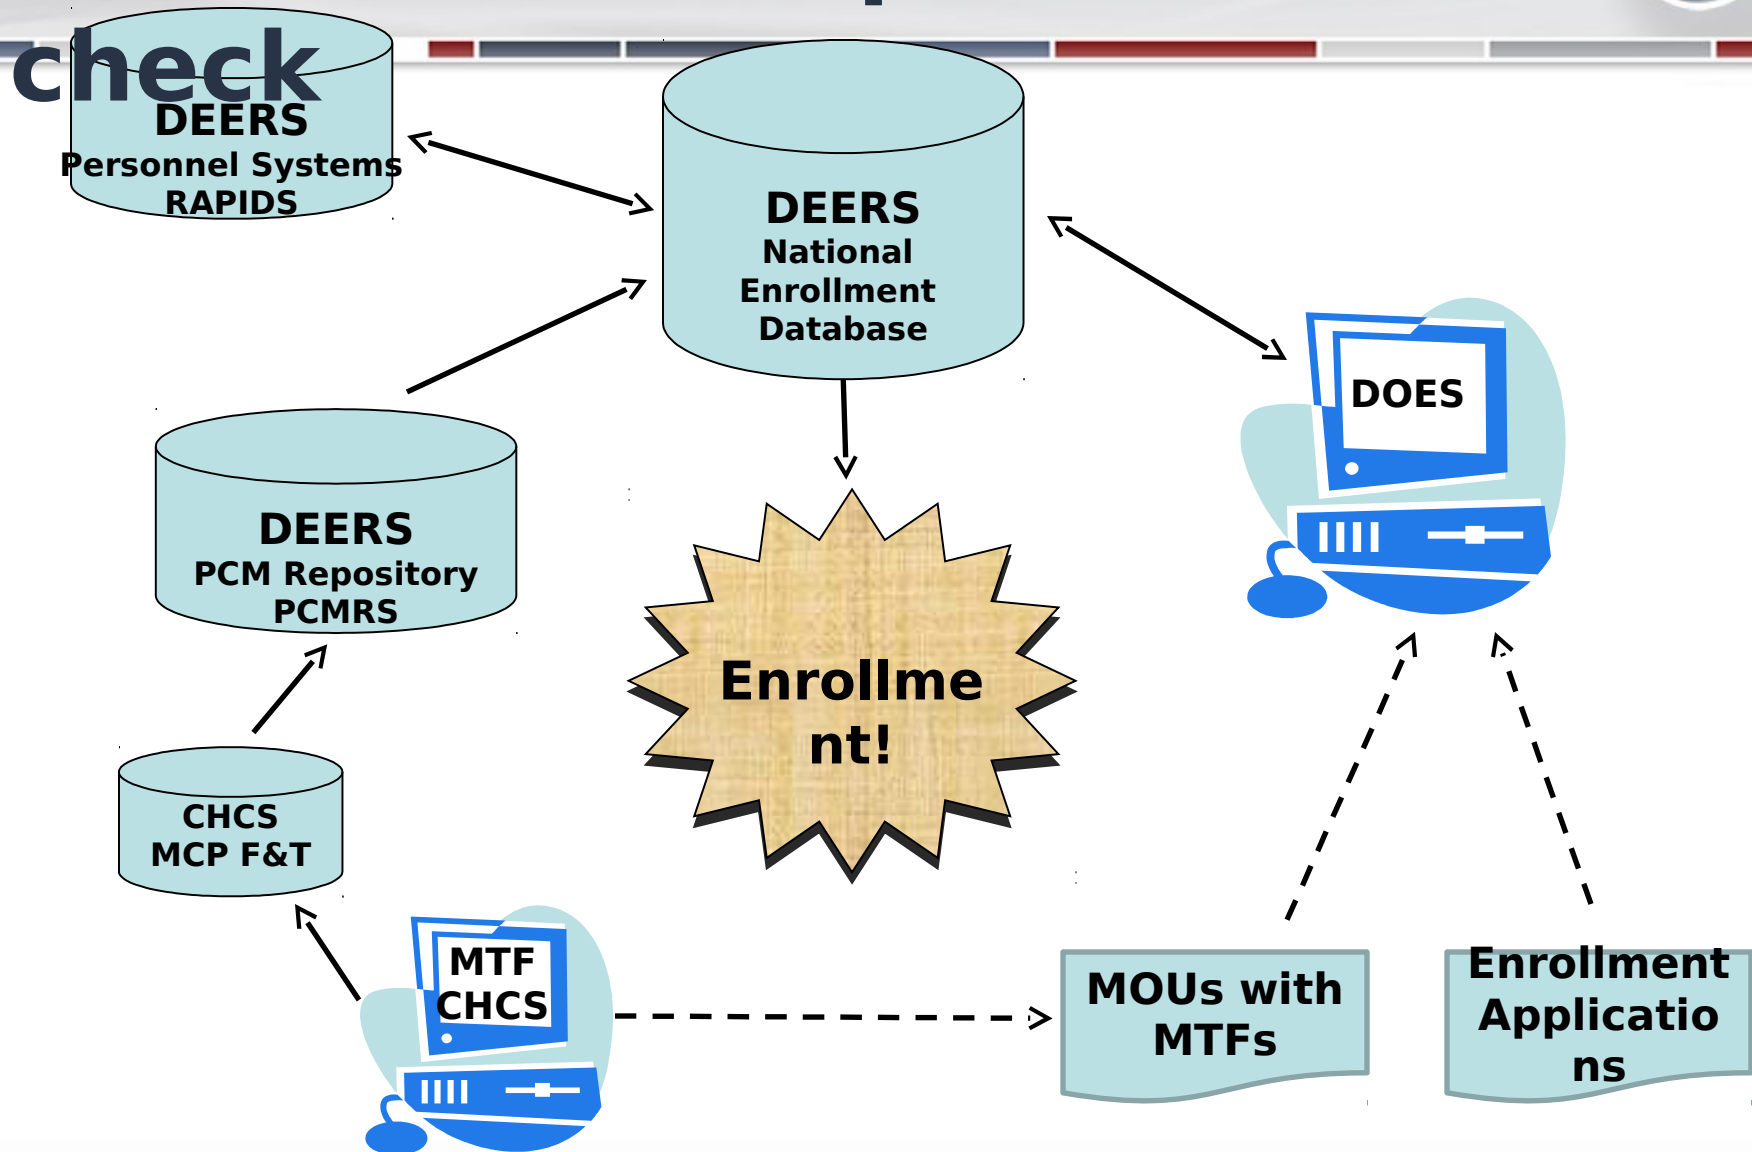 check
DEERS
Personnel Systems
RAPIDS
DEERS
National
Enrollment
Database
DOES
DEERS
PCM Repository
PCMRS
Enrollme
nt!
CHCS
MCP F&T
MTF
CHCS
MOUs with
MTFs
Enrollment
Applicatio
ns